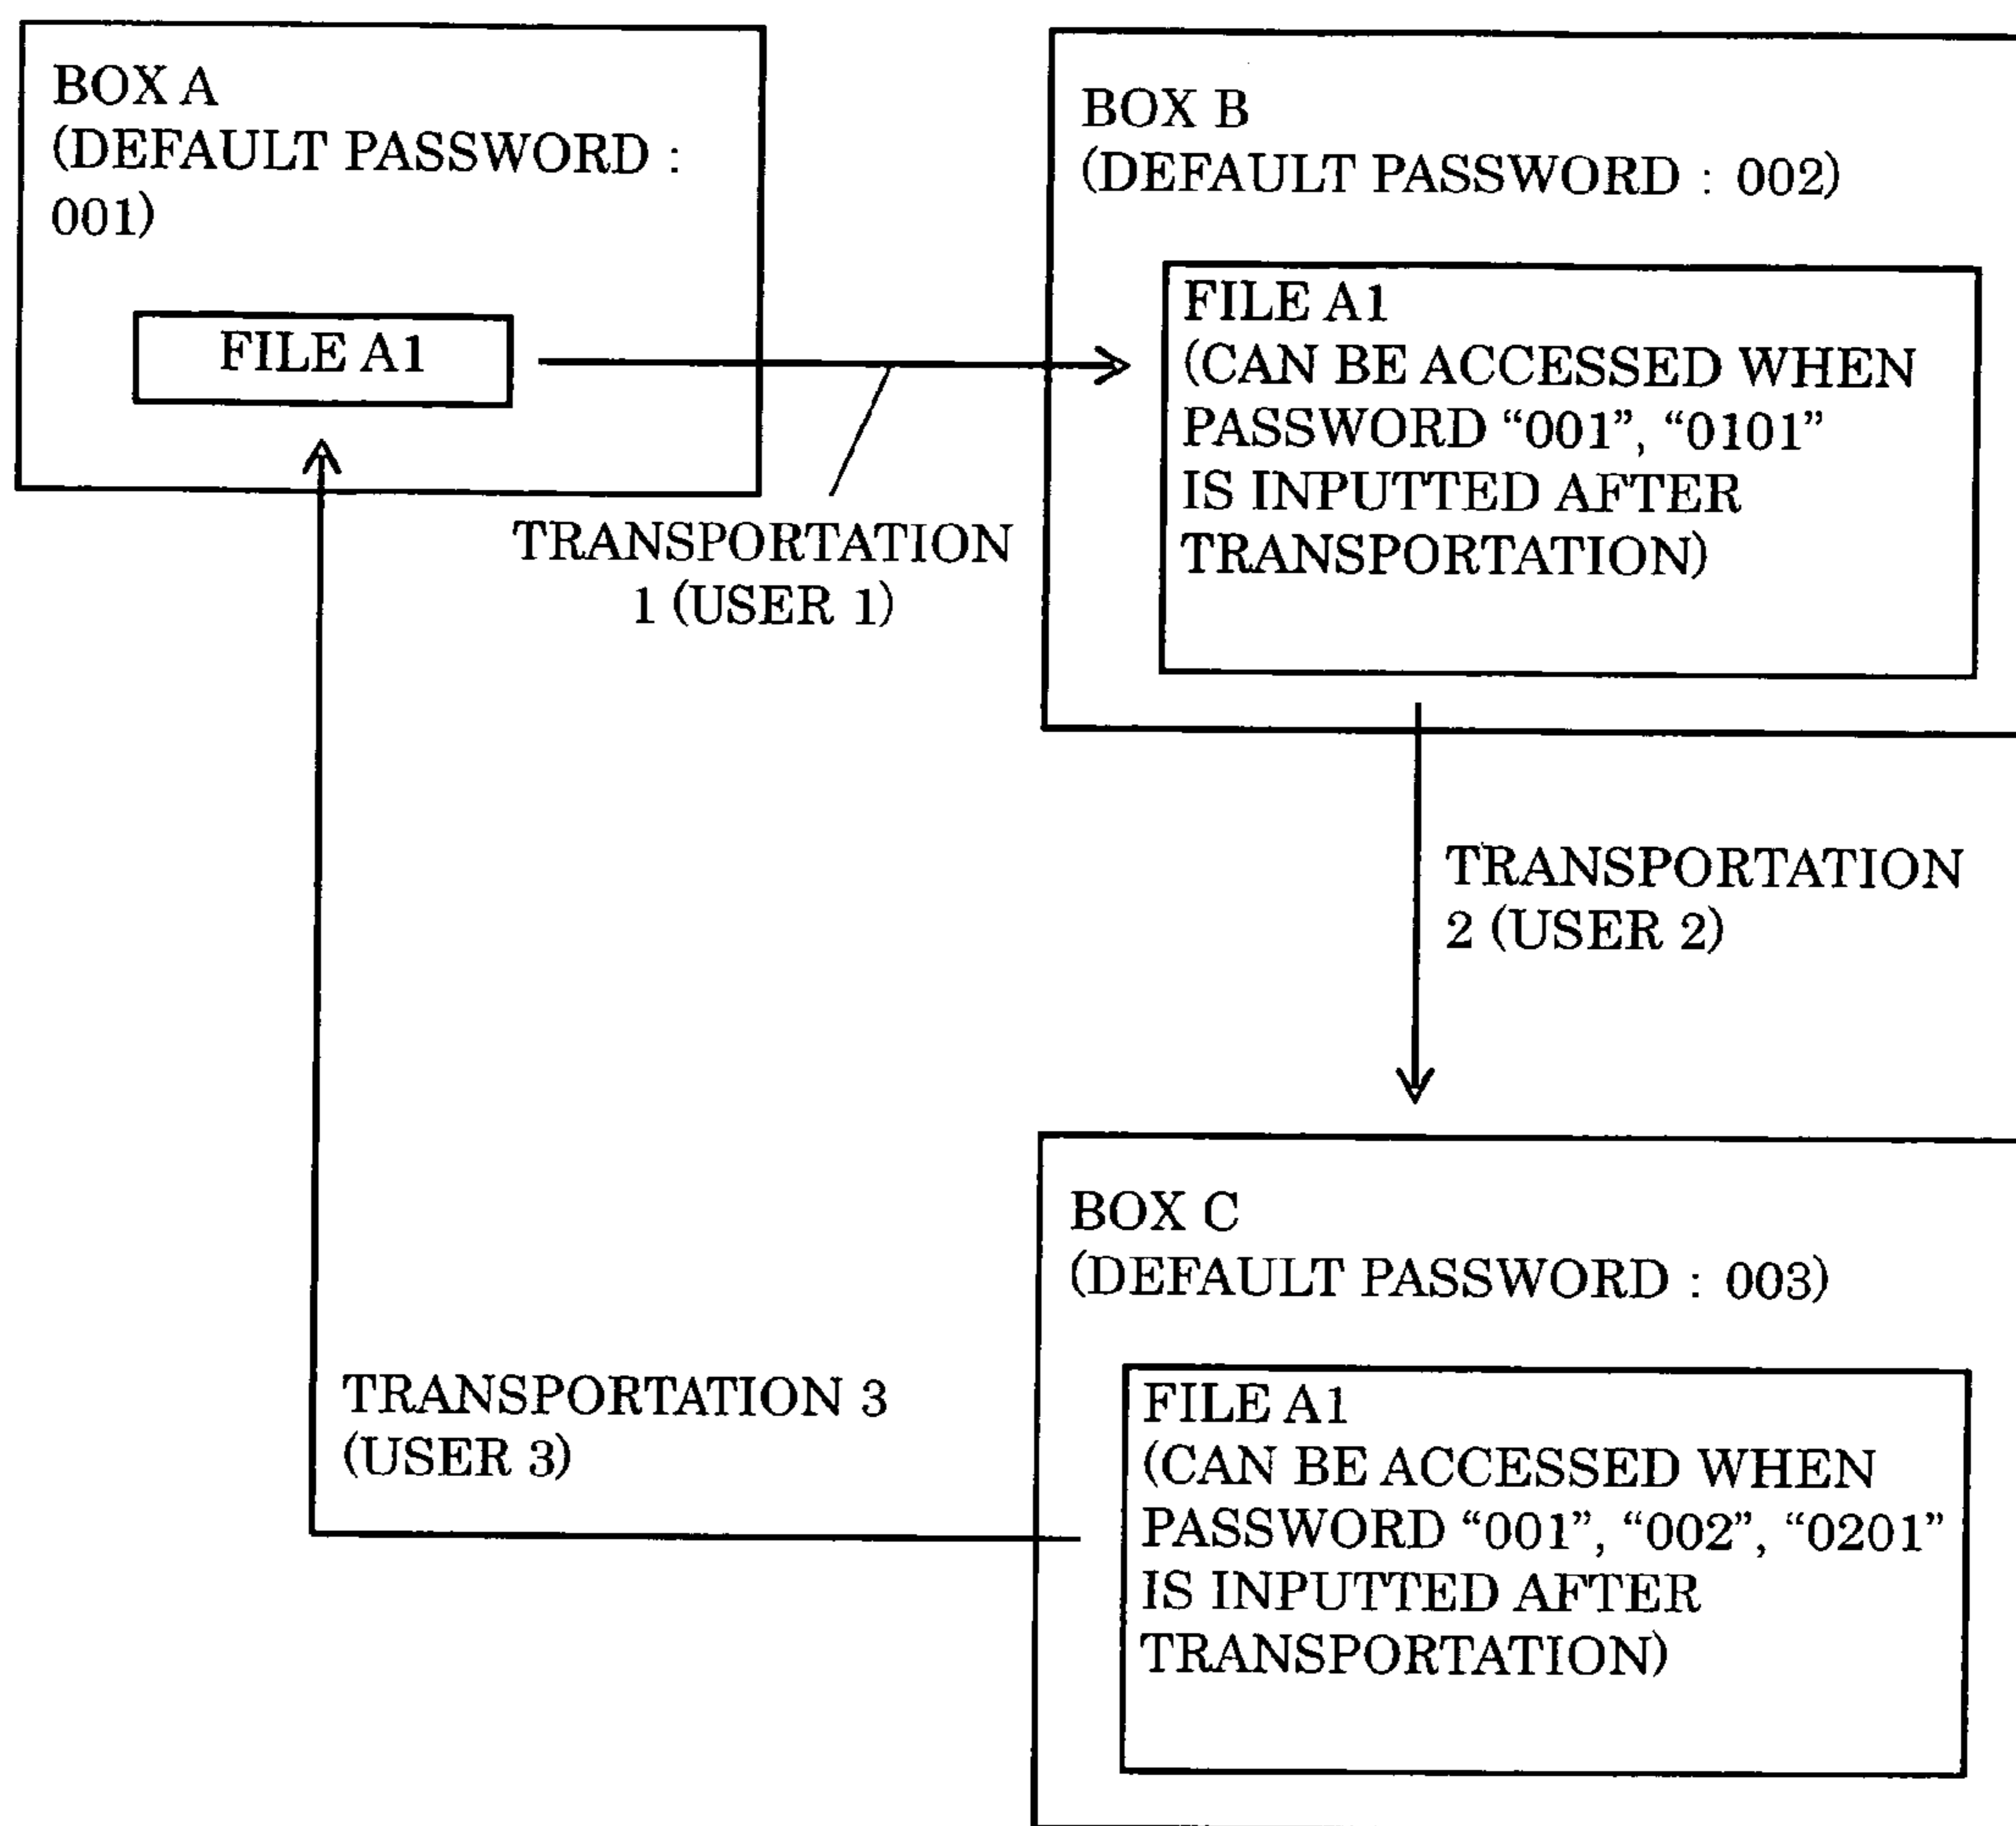 BOX A
(DEFAULT PASSWORD :
001)
FILE A1
TRANSPORTATION
1 (USER 1)
BOX B
(DEFAULT PASSWORD : 002)
FILE A1
(CAN BE ACCESSED WHEN
PASSWORD “001”, “0101”
IS INPUTTED AFTER
TRANSPORTATION)
TRANSPORTATION
2 (USER 2)
BOX C
(DEFAULT PASSWORD : 003)
FILE A1
(CAN BE ACCESSED WHEN
PASSWORD “001”, “002”, “0201”
IS INPUTTED AFTER
TRANSPORTATION)
TRANSPORTATION 3
(USER 3)